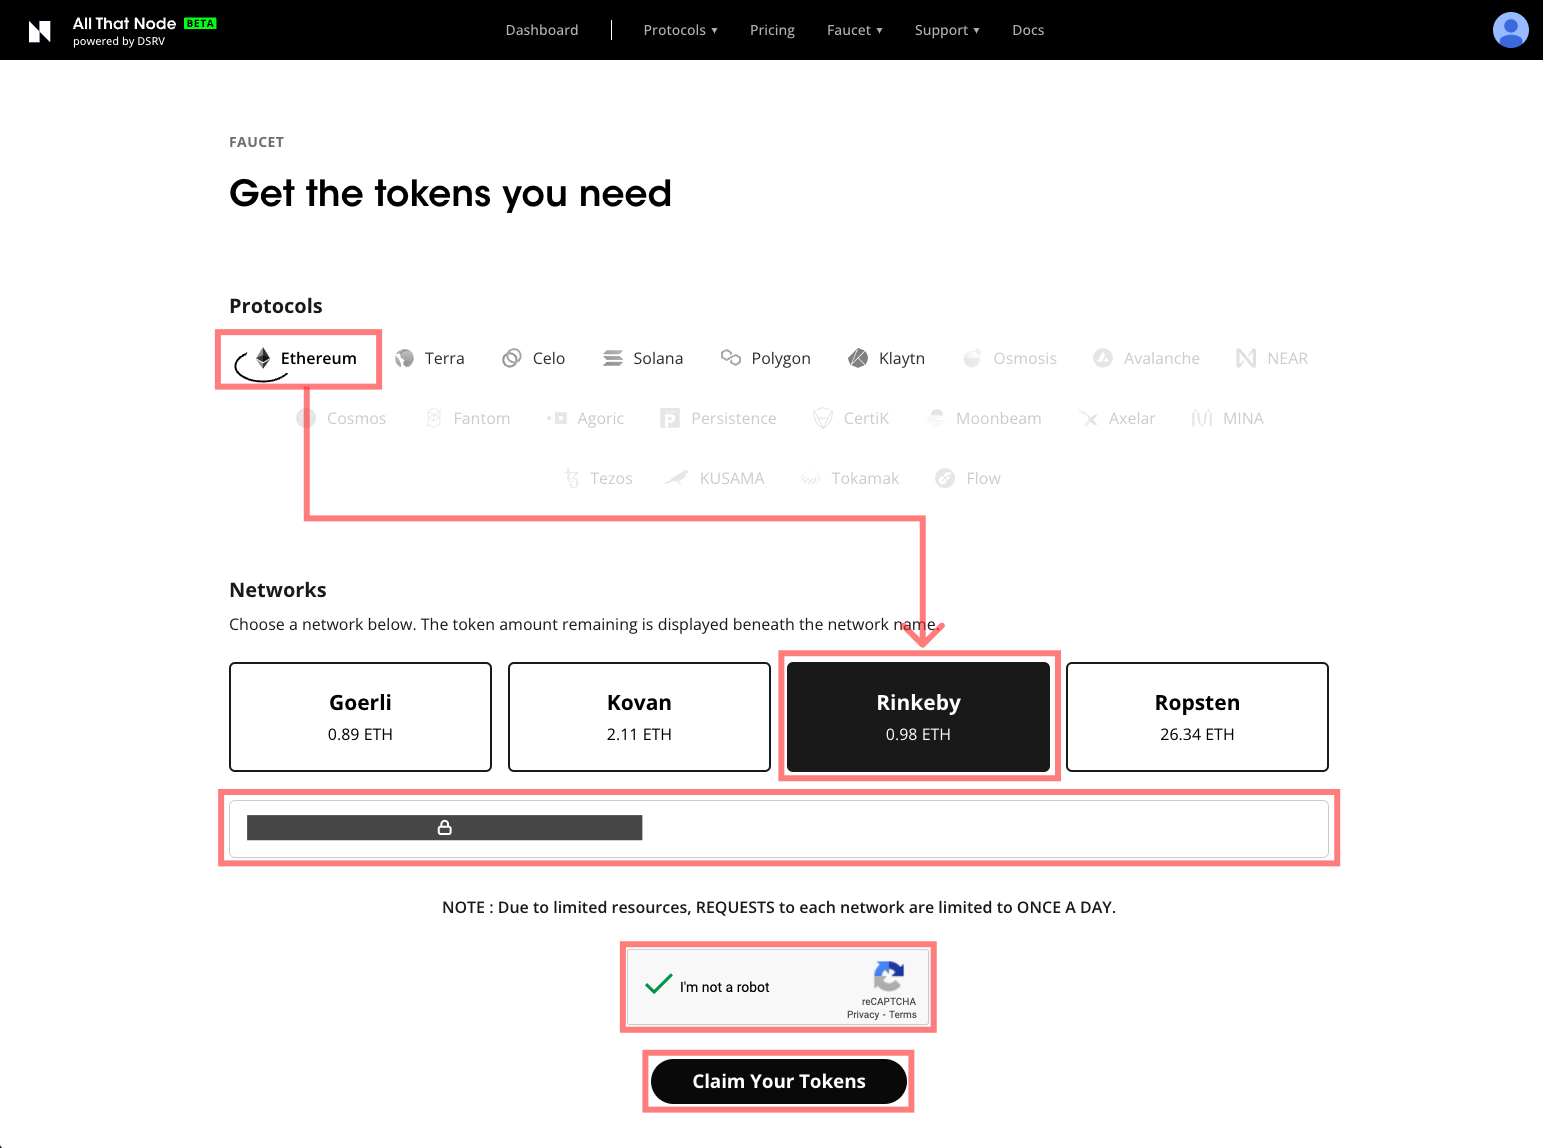 All That Node BETA
powered by DSRV
Dashboard Protocols ▾ Pricing Faucet ▾ Support ▾ Docs
FAUCET
Get the tokens you need
Protocols
Ethereum Terra Celo Solana Polygon Klaytn Osmosis Avalanche NEAR
Cosmos Fantom Agoric Persistence CertiK Moonbeam Axelar MINA
Tezos KUSAMA Tokamak Flow
Networks
Choose a network below. The token amount remaining is displayed beneath the network name.
Goerli Kovan Rinkeby Ropsten
0.89 ETH 2.11 ETH 0.98 ETH 26.34 ETH
NOTE : Due to limited resources, REQUESTS to each network are limited to ONCE A DAY.
I'm not a robot
reCAPTCHA
Privacy - Terms
Claim Your Tokens